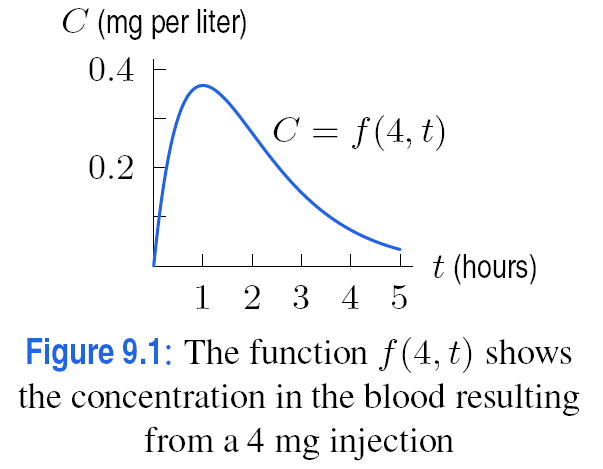 C (mg per liter)
0.4
C = f(4, t)
0.2
t (hours)
1 2 3 4 5
Figure 9.1: The function f(4, t) shows
the concentration in the blood resulting
from a 4 mg injection